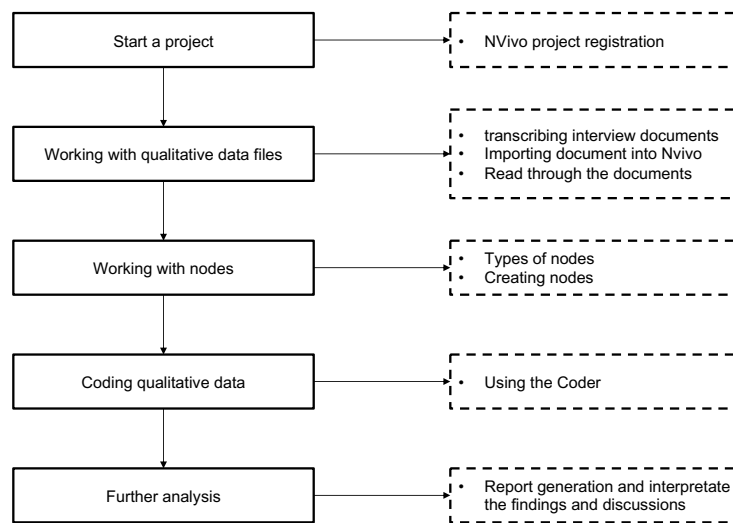 Start a project
• NVivo project registration
Working with qualitative data files
• transcribing interview documents
• Importing document into Nvivo
• Read through the documents
Working with nodes
• Types of nodes
• Creating nodes
Coding qualitative data
• Using the Coder
Further analysis
• Report generation and interpretate
the findings and discussions